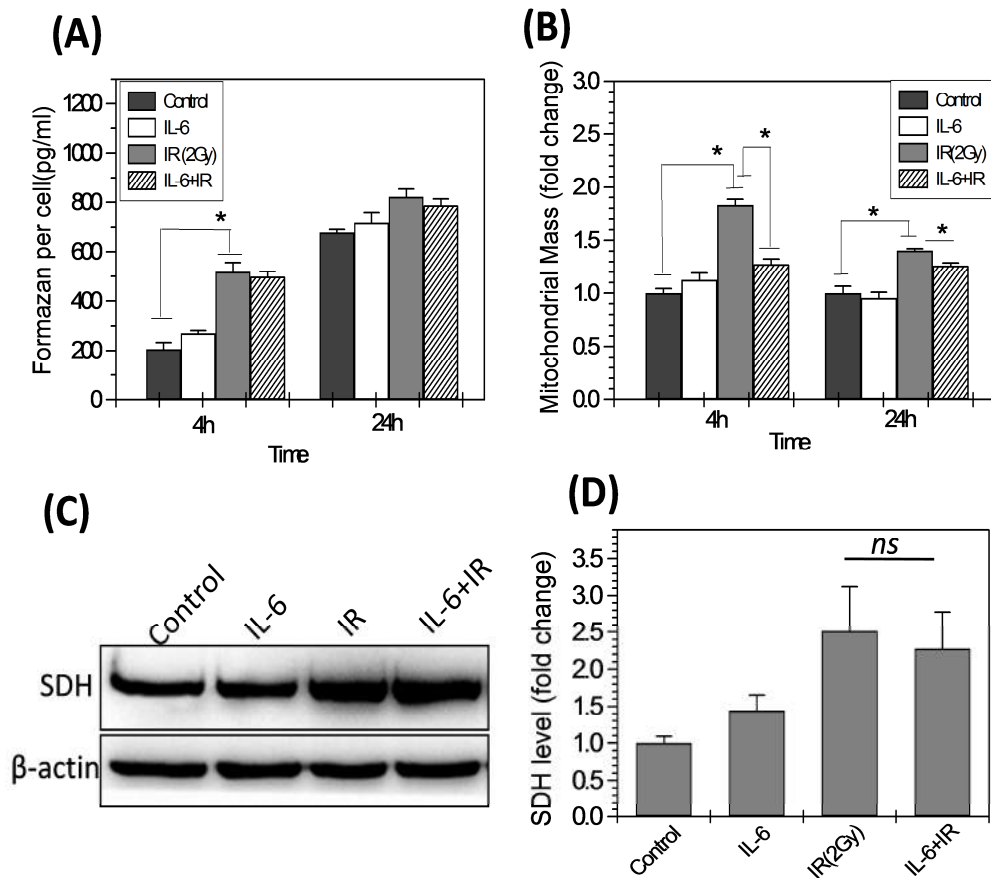 (A)
Formazan per cell(pg/ml)
1200
1000
800
600
400
200
0
Control
IL-6
IR(2Gy)
IL-6+IR
*
4h
24h
Time
(B)
Mitochondrial Mass (fold change)
3.0
2.5
2.0
1.5
1.0
0.5
0.0
Control
IL-6
IR(2Gy)
IL-6+IR
*
*
*
*
4h
24h
Time
(C)
Control
IL-6
IR
IL-6+IR
SDH
β-actin
(D)
SDH level (fold change)
3.5
3.0
2.5
2.0
1.5
1.0
0.5
0.0
ns
Control
IL-6
IR(2Gy)
IL-6+IR